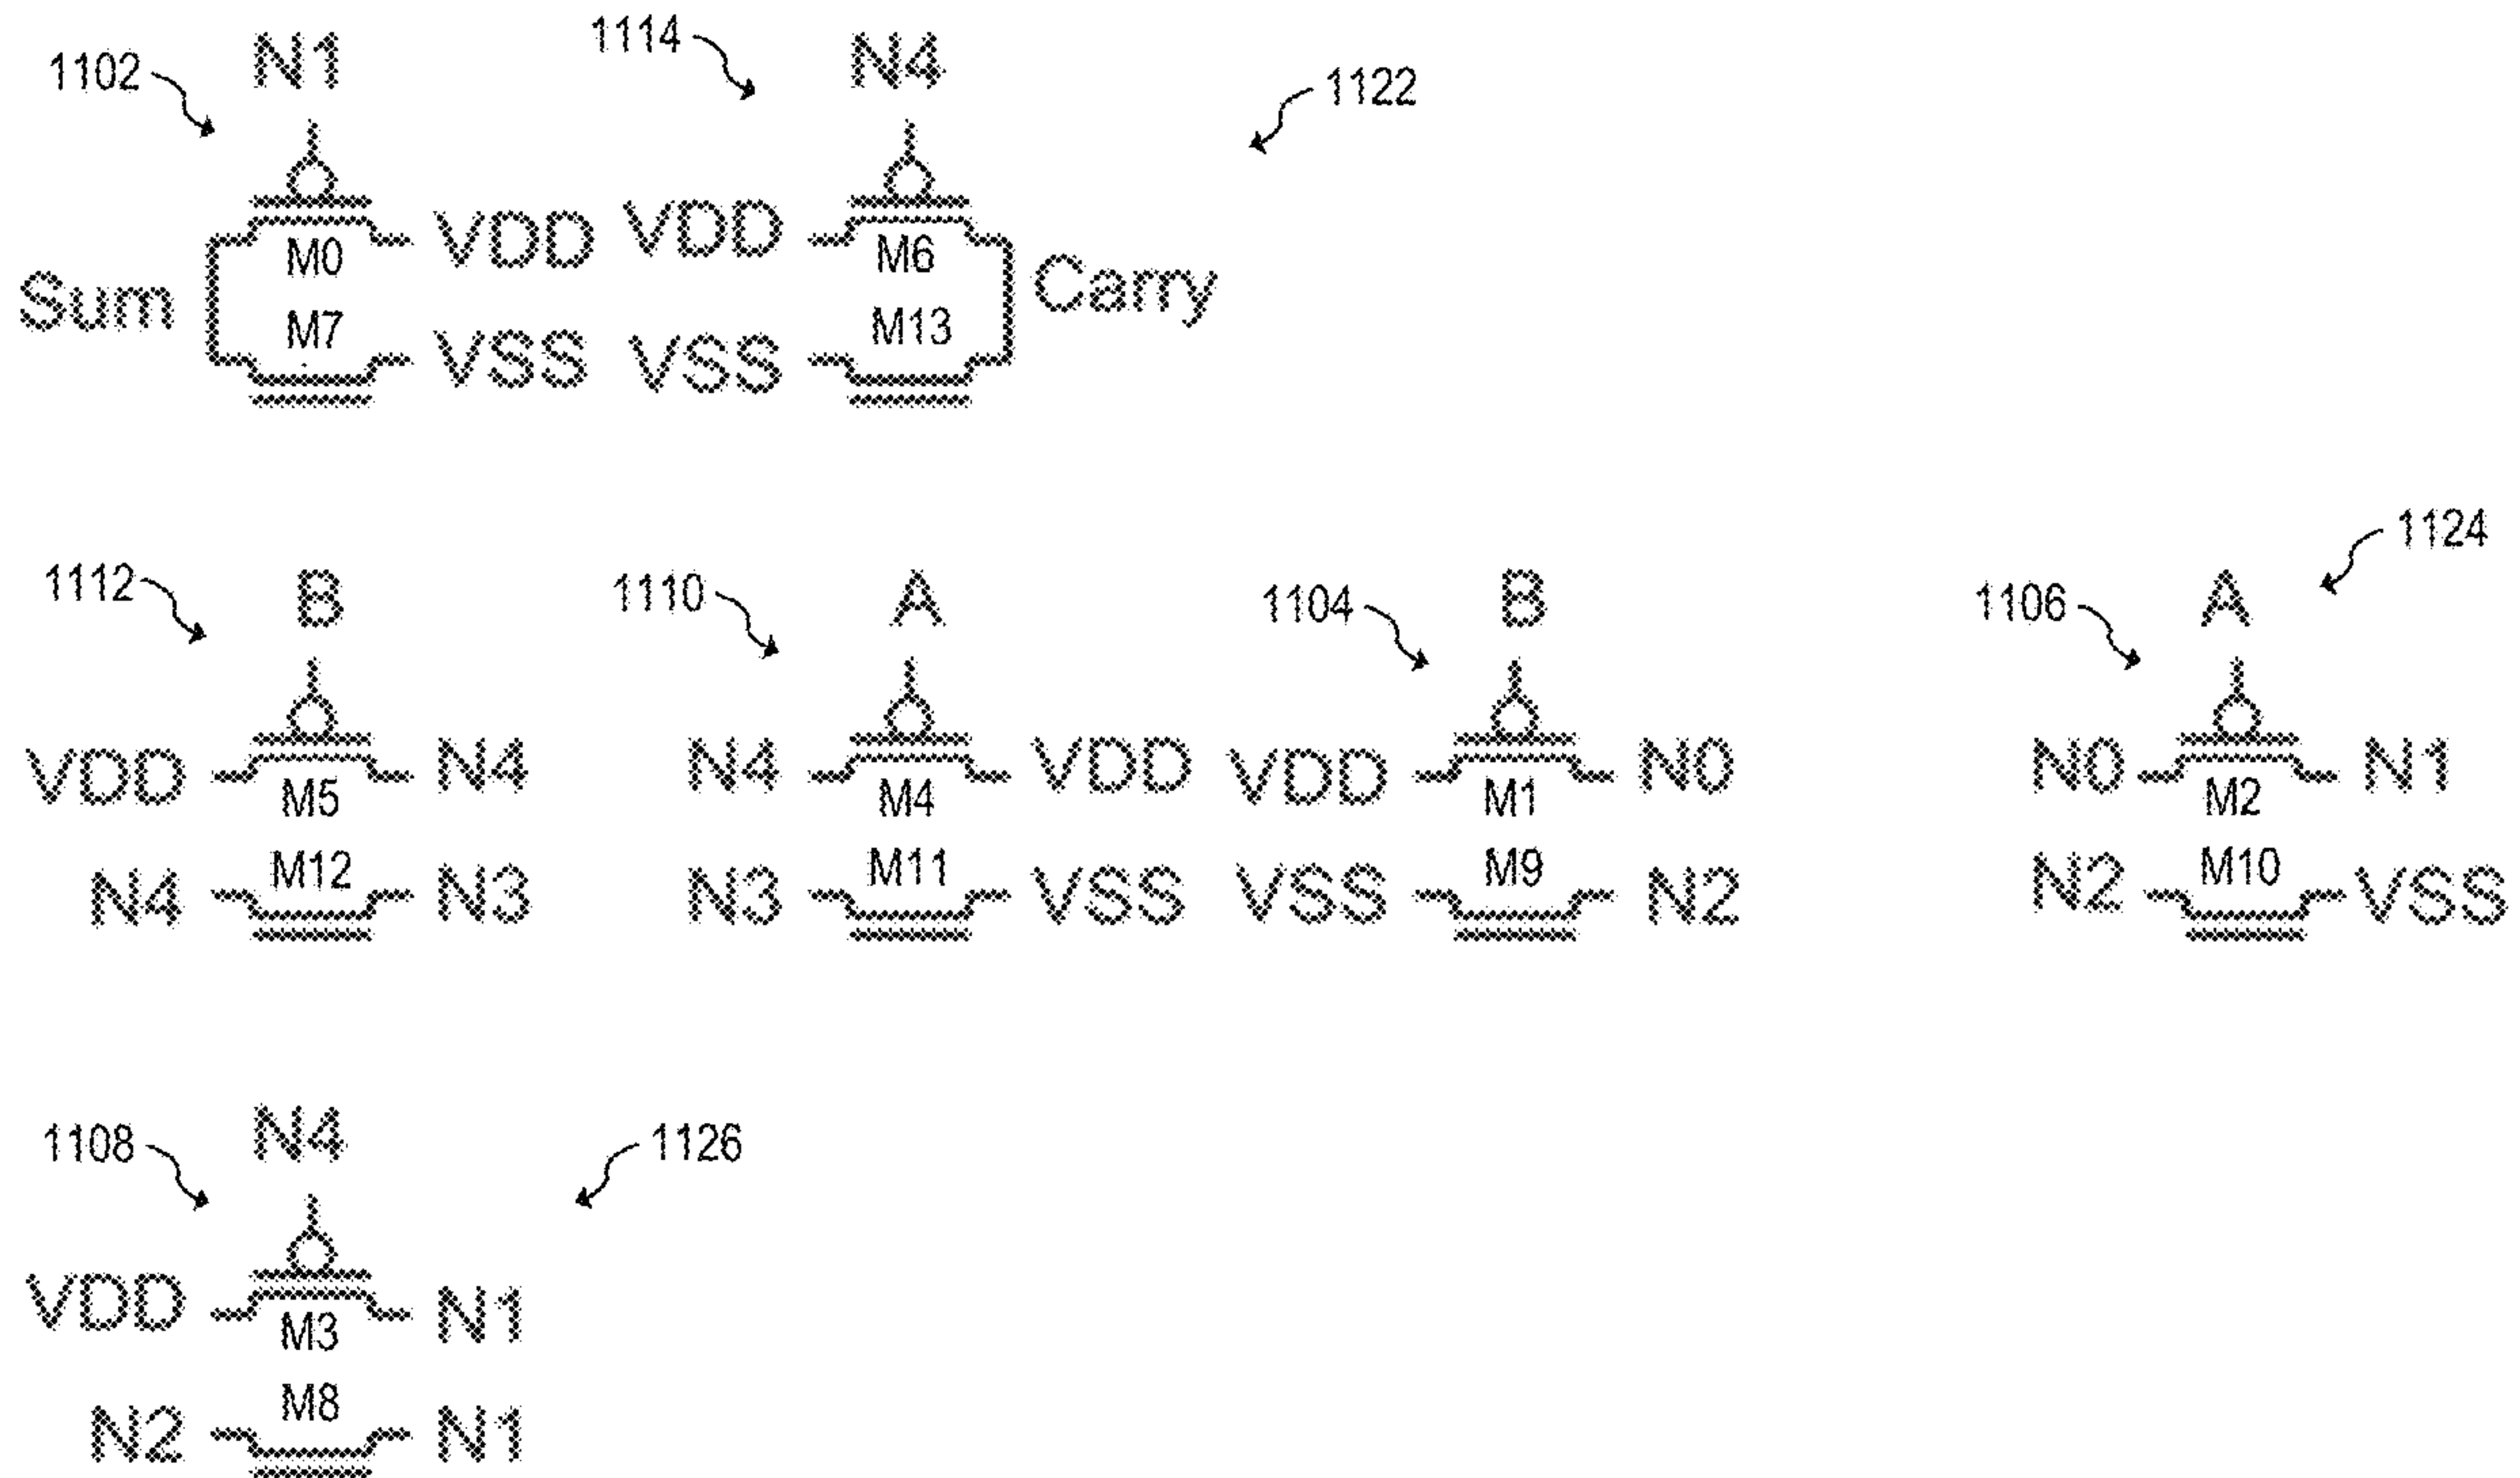 1102 N1 1114 N4 1122
M0 VDD VDD M6
Sum M7 M13 Carry
VSS VSS
1124
1112 B 1110 A 1104 B 1106 A
VDD M5 N4 N4 M4 VDD VDD M1 N0 N0 M2 N1
N4 M12 N3 N3 M11 VSS VSS M9 N2 N2 M10 VSS
1108 N4 1126
VDD M3 N1
N2 M8 N1